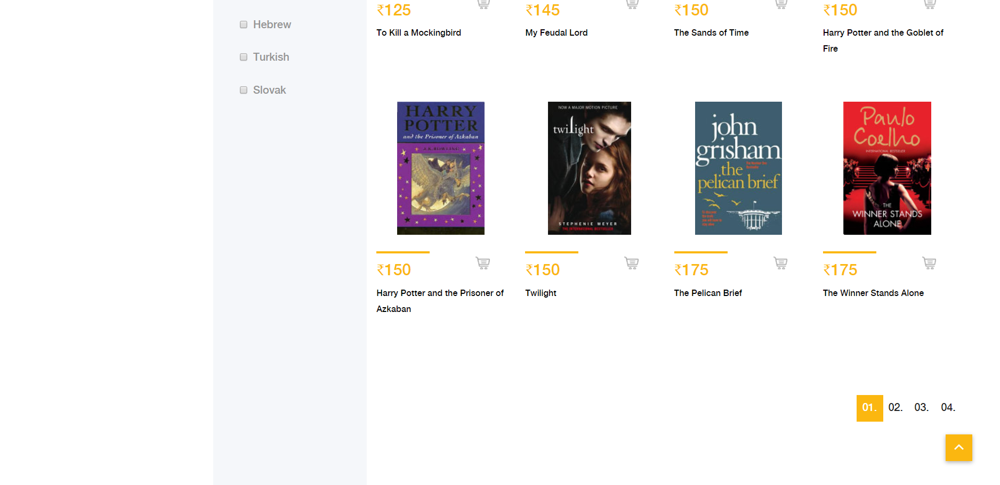 Hebrew
Turkish
Slovak
₹125
₹145
₹150
₹150
To Kill a Mockingbird
My Feudal Lord
The Sands of Time
Harry Potter and the Goblet of
Fire
HARRY
POTTER
and the Prisoner of Azkaban
J.K. ROWLING
NOW A MAJOR MOTION PICTURE
twilight
STEPHENIE MEYER
THE INTERNATIONAL BESTSELLER
john
grisham
the
pelican brief
Paulo
Coelho
INTERNATIONAL BESTSELLER
THE
WINNER STANDS
ALONE
₹150
₹150
₹175
₹175
Harry Potter and the Prisoner of
Azkaban
Twilight
The Pelican Brief
The Winner Stands Alone
01.
02.
03.
04.